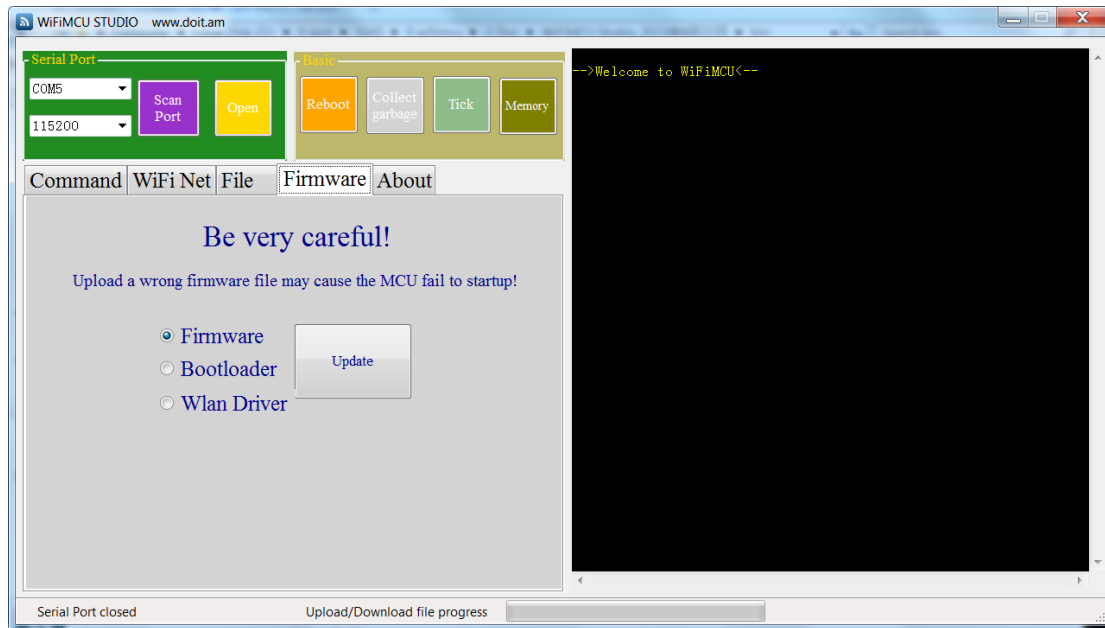 WiFiMCU STUDIO www.doit.am
Serial Port
COM5
115200
Scan
Port
Open
Basic
Reboot
Collect
garbage
Tick
Memory
Command WiFi Net File Firmware About
Be very careful!
Upload a wrong firmware file may cause the MCU fail to startup!
Firmware
Bootloader
Wlan Driver
Update
-->Welcome to WiFiMCU<--
Serial Port closed
Upload/Download file progress